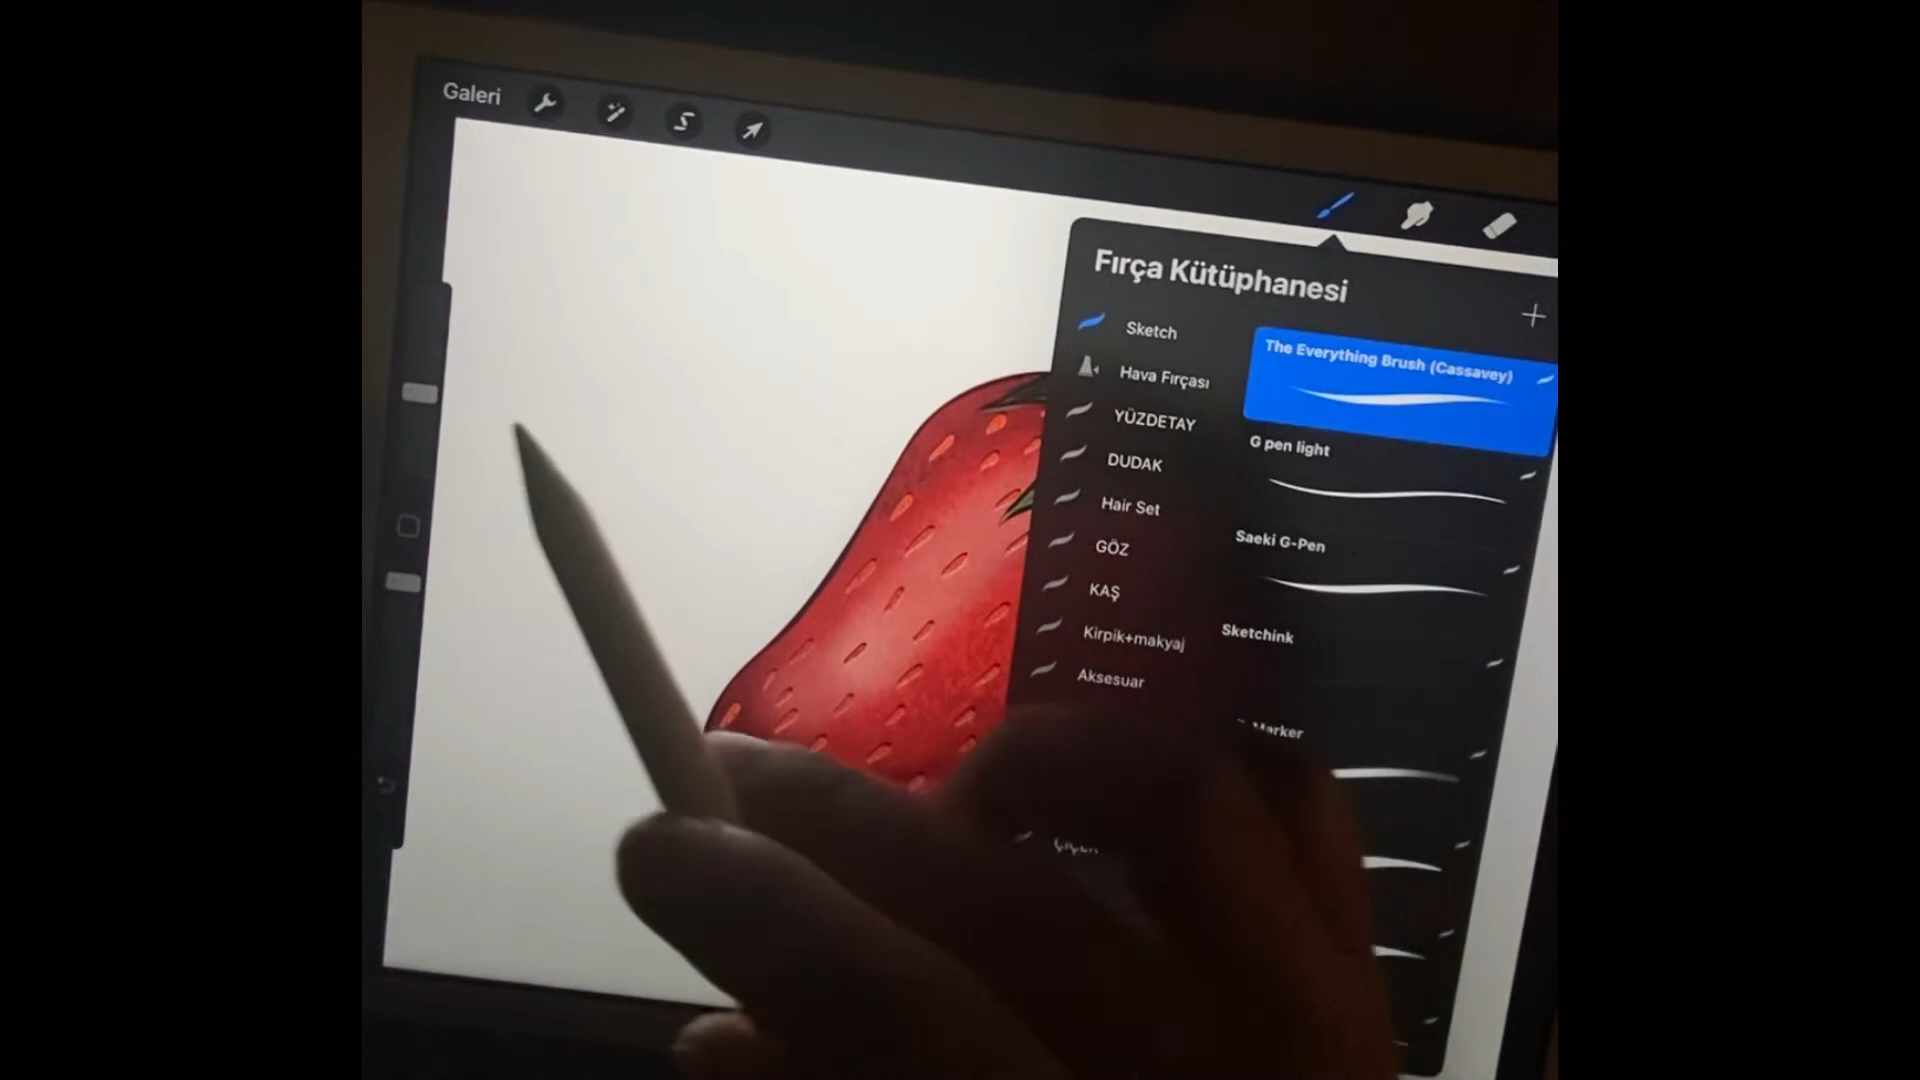 Galeri
Fırça Kütüphanesi
Sketch
Hava Fırçası
YÜZDETAY
DUDAK
Hair Set
GÖZ
KAŞ
Kirpik+makyaj
Aksesuar
The Everything Brush (Cassavey)
G pen light
Saeki G-Pen
Sketchink
Marker